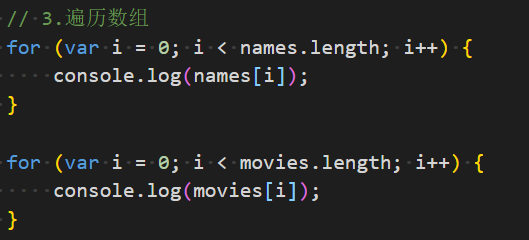 // 3.遍历数组
for (var i = 0; i < names.length; i++) {
    console.log(names[i]);
}
for (var i = 0; i < movies.length; i++) {
    console.log(movies[i]);
}